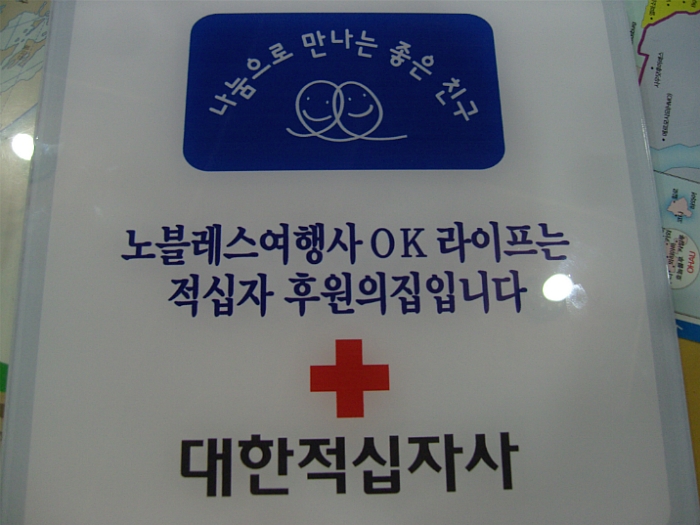 나눔으로 만나는 좋은 친구
노블레스여행사 OK 라이프는
적십자 후원의집입니다
대한적십자사